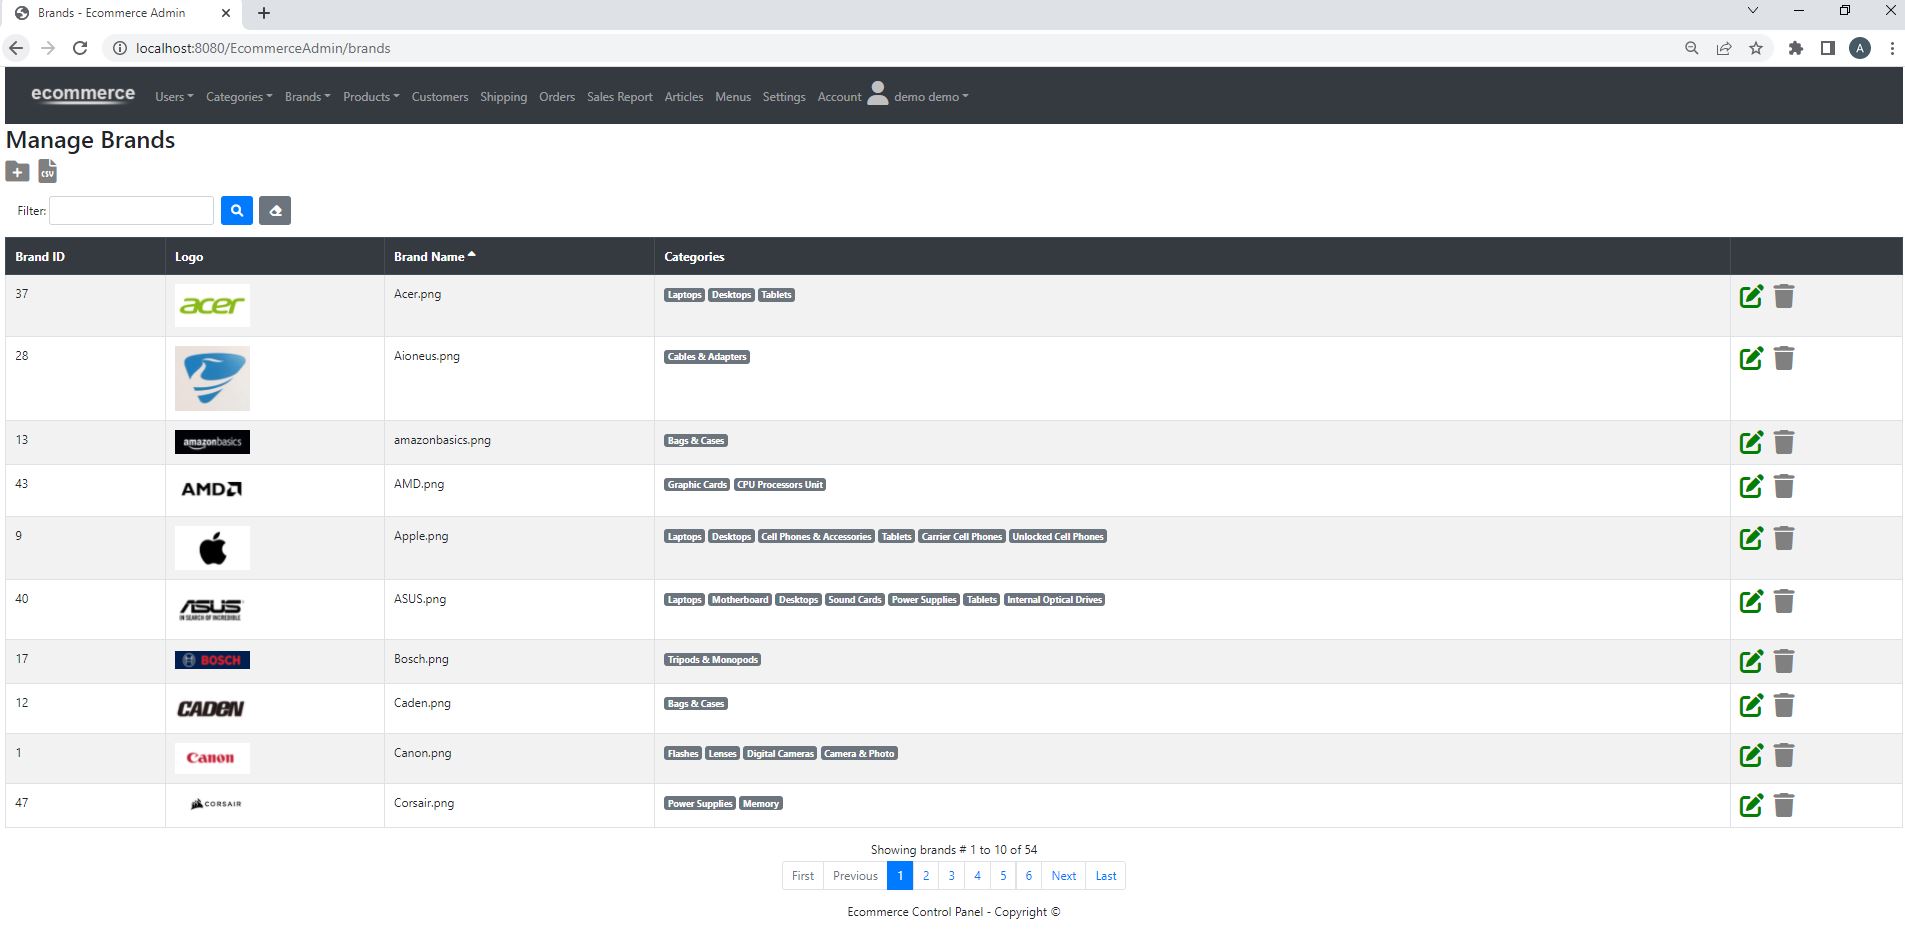 Brands - Ecommerce Admin
localhost:8080/EcommerceAdmin/brands
A
ecommerce Users Categories Brands Products Customers Shipping Orders Sales Report Articles Menus Settings Account demo demo
Manage Brands
CSV
Filter:
Brand ID Logo Brand Name Categories
37 acer Acer.png Laptops Desktops Tablets
28 Aioneus.png Cables & Adapters
13 amazonbasics amazonbasics.png Bags & Cases
43 AMD AMD.png Graphic Cards CPU Processors Unit
9 Apple.png Laptops Desktops Cell Phones & Accessories Tablets Carrier Cell Phones Unlocked Cell Phones
40 ASUS ASUS.png Laptops Motherboard Desktops Sound Cards Power Supplies Tablets Internal Optical Drives
IN SEARCH OF INCREDIBLE
17 BOSCH Bosch.png Tripods & Monopods
12 CADEN Caden.png Bags & Cases
1 Canon Canon.png Flashes Lenses Digital Cameras Camera & Photo
47 CORSAIR Corsair.png Power Supplies Memory
Showing brands # 1 to 10 of 54
First Previous 1 2 3 4 5 6 Next Last
Ecommerce Control Panel - Copyright ©